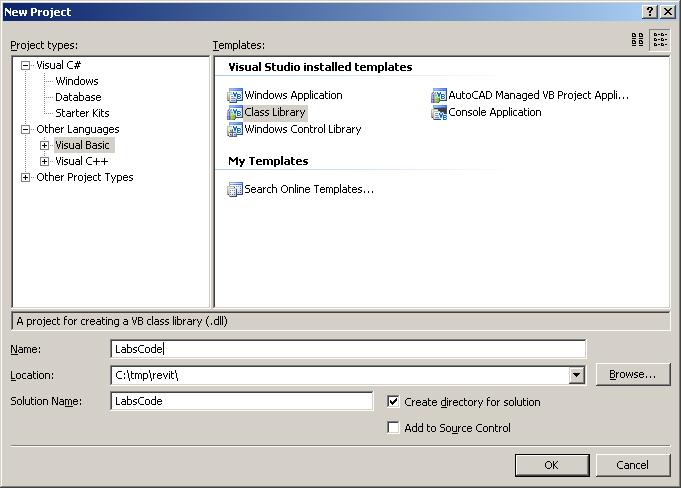 New Project
Project types:
Visual C#
Windows
Database
Starter Kits
Other Languages
Visual Basic
Visual C++
Other Project Types
Templates:
Visual Studio installed templates
Windows Application
Class Library
Windows Control Library
AutoCAD Managed VB Project Appli...
Console Application
My Templates
Search Online Templates...
A project for creating a VB class library (.dll)
Name:
LabsCode
Location:
C:\tmp\revit\
Browse...
Solution Name:
LabsCode
Create directory for solution
Add to Source Control
OK
Cancel